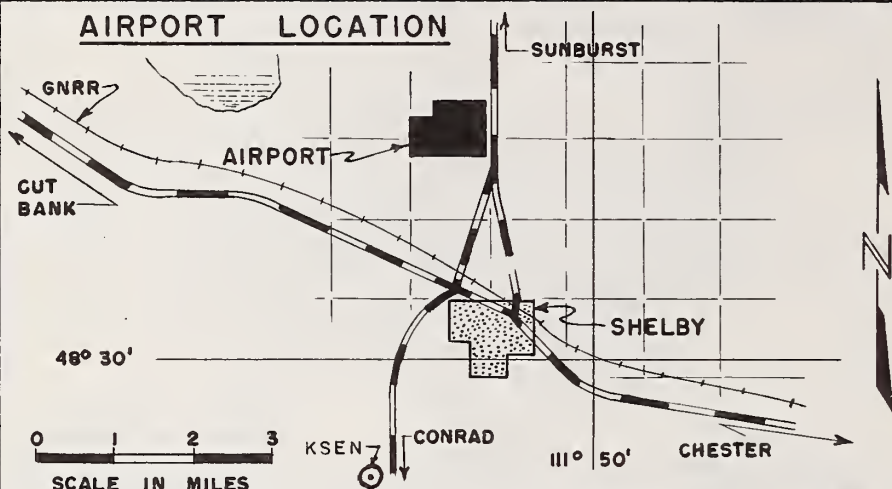 AIRPORT LOCATION
SUNBURST
GNRR
AIRPORT
CUT
BANK
N
SHELBY
48° 30'
0 1 2 3
SCALE IN MILES
KSEN
CONRAD
111° 50'
CHESTER